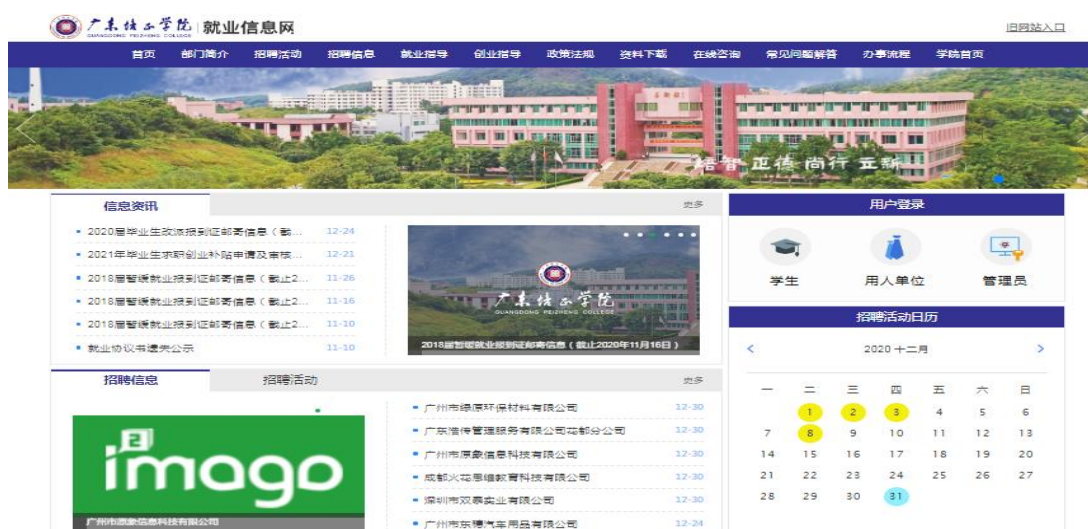 广东培正学院 就业信息网
GUANGDONG PEIZHENG COLLEGE
旧网站入口
首页 部门简介 招聘活动 招聘信息 就业指导 创业指导 政策法规 资料下载 在线咨询 常见问题解答 办事流程 学院首页
培智 正德 尚行 立新
信息资讯 更多
2020届毕业生改派报到证邮寄信息（截... 12-24
2021年毕业生求职创业补贴申请及审核... 12-21
2018届暂缓就业报到证邮寄信息（截止2... 11-26
2018届暂缓就业报到证邮寄信息（截止2... 11-16
2018届暂缓就业报到证邮寄信息（截止2... 11-10
就业协议书遗失公示 11-10
广东培正学院
GUANGDONG PEIZHENG COLLEGE
2018届暂缓就业报到证邮寄信息（截止2020年11月16日）
用户登录
学生 用人单位 管理员
招聘活动日历
< 2020 十二月 >
一 二 三 四 五 六 日
1 2 3 4 5 6
7 8 9 10 11 12 13
14 15 16 17 18 19 20
21 22 23 24 25 26 27
28 29 30 31
招聘信息 招聘活动 更多
2
imago
广州市原象信息科技有限公司
广州市绿原环保材料有限公司 12-30
广东浩传管理服务有限公司花都分公司 12-30
广州市原象信息科技有限公司 12-30
成都火花思维教育科技有限公司 12-30
深圳市双泰实业有限公司 12-30
广州市东穗汽车用品有限公司 12-24